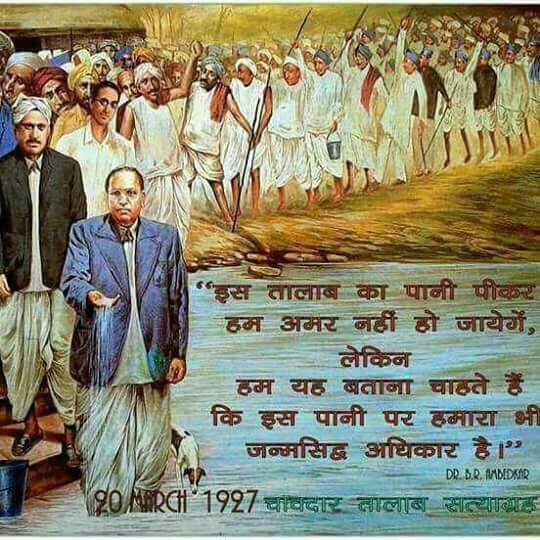 “इस तालाब का पानी पीकर
हम अमर नहीं हो जायेगें,
लेकिन
हम यह बताना चाहते हैं
कि इस पानी पर हमारा भी
जन्मसिद्ध अधिकार है।”
DR. B.R. AMBEDKAR
20 MARCH 1927 चावदार तालाब सत्याग्रह